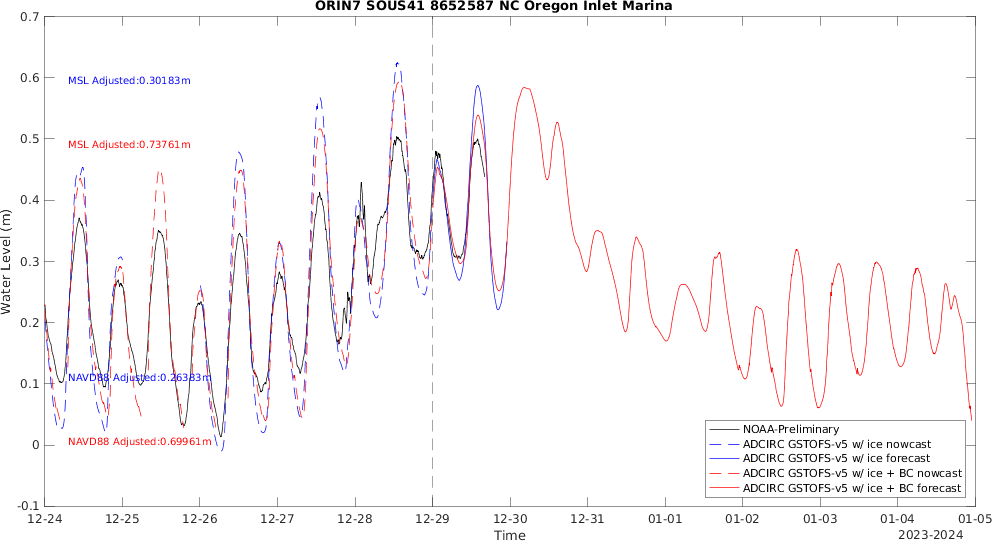 ORIN7 SOUS41 8652587 NC Oregon Inlet Marina
0.7
0.6
0.5
0.4
0.3
0.2
0.1
0
-0.1
Water Level (m)
MSL Adjusted:0.30183m
MSL Adjusted:0.73761m
NAVD88 Adjusted:0.26383m
NAVD88 Adjusted:0.69961m
NOAA-Preliminary
ADCIRC GSTOFS-v5 w/ ice nowcast
ADCIRC GSTOFS-v5 w/ ice forecast
ADCIRC GSTOFS-v5 w/ ice + BC nowcast
ADCIRC GSTOFS-v5 w/ ice + BC forecast
12-24 12-25 12-26 12-27 12-28 12-29 12-30 12-31 01-01 01-02 01-03 01-04 01-05
Time
2023-2024